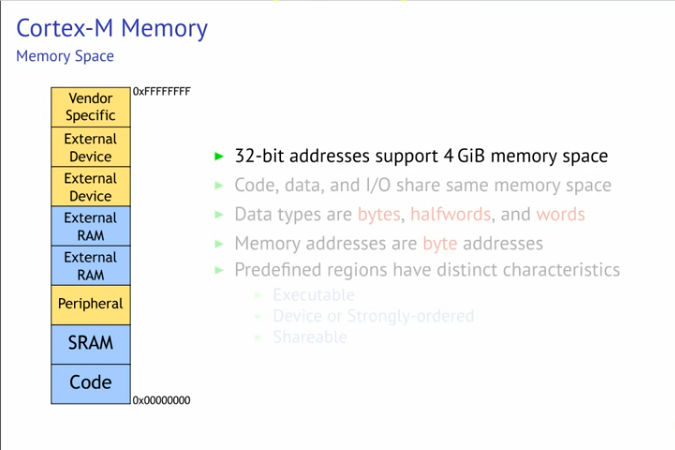 Cortex-M Memory
Memory Space
0xFFFFFFFF
Vendor
Specific
External
Device
External
Device
External
RAM
External
RAM
Peripheral
SRAM
Code
0x00000000
32-bit addresses support 4 GiB memory space
Code, data, and I/O share same memory space
Data types are bytes, halfwords, and words
Memory addresses are byte addresses
Predefined regions have distinct characteristics
Executable
Device or Strongly-ordered
Shareable